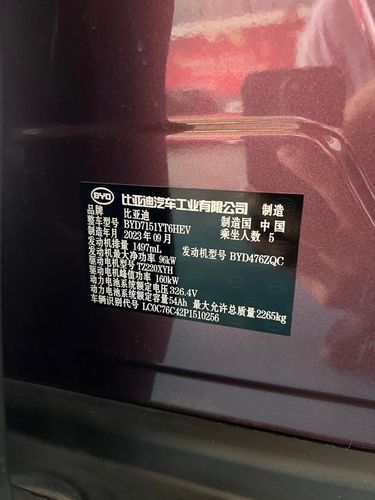 BYD 比亚迪汽车工业有限公司 制造
品牌 比亚迪 制造国 中国
整车型号 BYD7151YT6HEV 乘坐人数 5
制造年月 2023年09月
发动机排量 1497mL 发动机型号 BYD476ZQC
发动机最大净功率 96kW
驱动电机型号 TZ220XYH
驱动电机峰值功率 160kW
动力电池系统额定电压 326.4V
动力电池系统额定容量 54Ah 最大允许总质量 2265kg
车辆识别代号 LC0C76C42P1510256